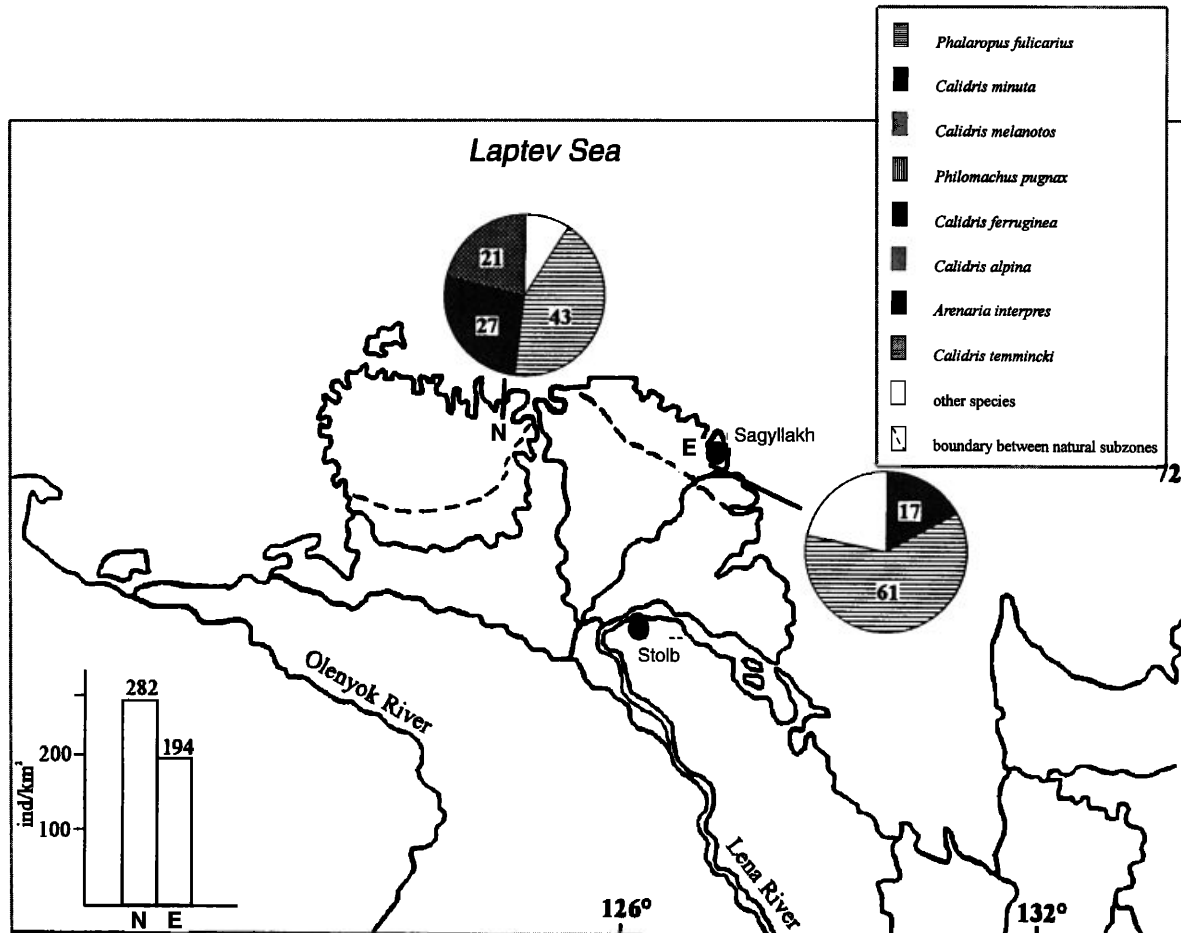 Phalaropus fulicarius
Calidris minuta
Calidris melanotos
Philomachus pugnax
Calidris ferruginea
Calidris alpina
Arenaria interpres
Calidris temmincki
other species
boundary between natural subzones
Laptev Sea
21
27
43
N
E
Sagyllakh
72
17
61
Stolb
Olenyok River
Lena River
282
194
200
100
ind/km²
N E
126°
132°